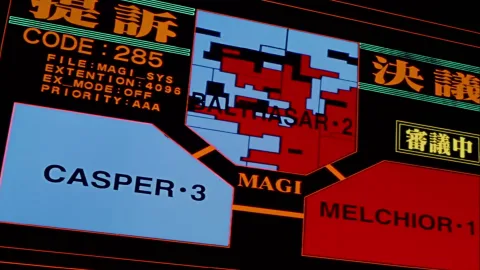 提訴
CODE:285
FILE:MAGI_SYS
EXTENTION:4096
EX_MODE:OFF
PRIORITY:AAA
BALTHASAR・2
決議
審議中
CASPER・3
MAGI
MELCHIOR・1